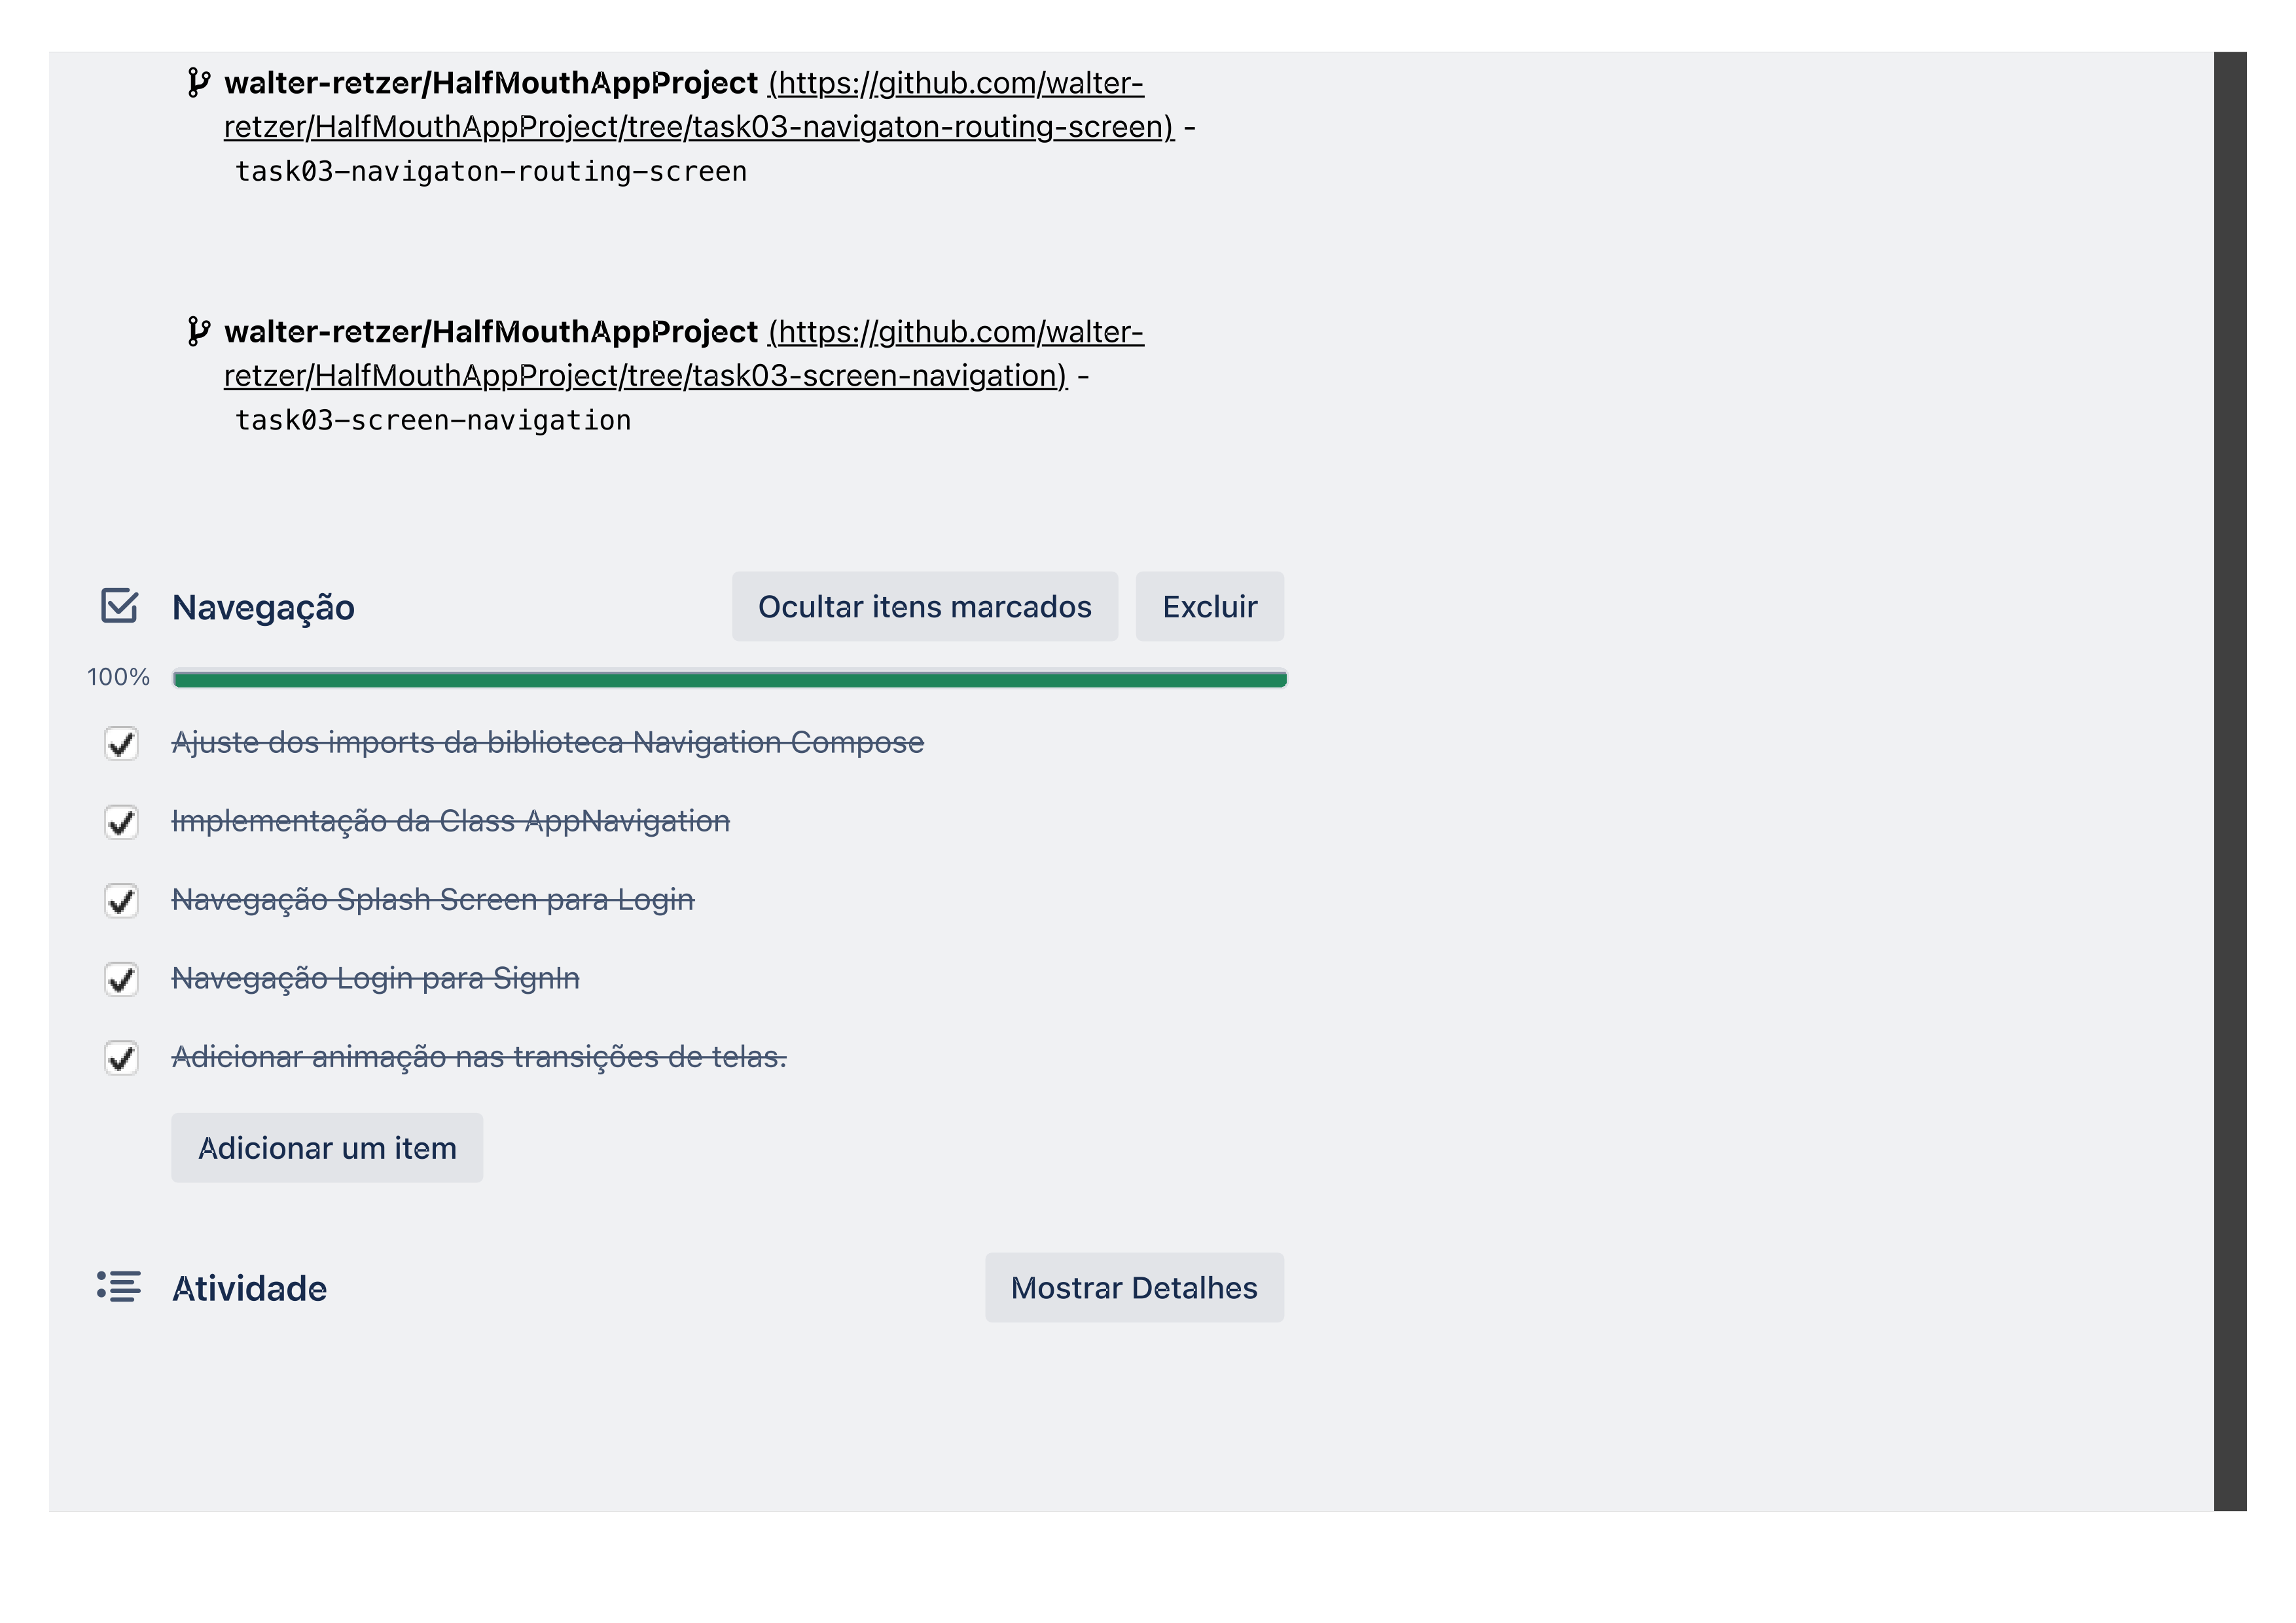 walter-retzer/HalfMouthAppProject (https://github.com/walter-
retzer/HalfMouthAppProject/tree/task03-navigaton-routing-screen) -
task03-navigaton-routing-screen
walter-retzer/HalfMouthAppProject (https://github.com/walter-
retzer/HalfMouthAppProject/tree/task03-screen-navigation) -
task03-screen-navigation
Navegação Ocultar itens marcados Excluir
100%
Ajuste dos imports da biblioteca Navigation Compose
Implementação da Class AppNavigation
Navegação Splash Screen para Login
Navegação Login para SignIn
Adicionar animação nas transições de telas.
Adicionar um item
Atividade Mostrar Detalhes